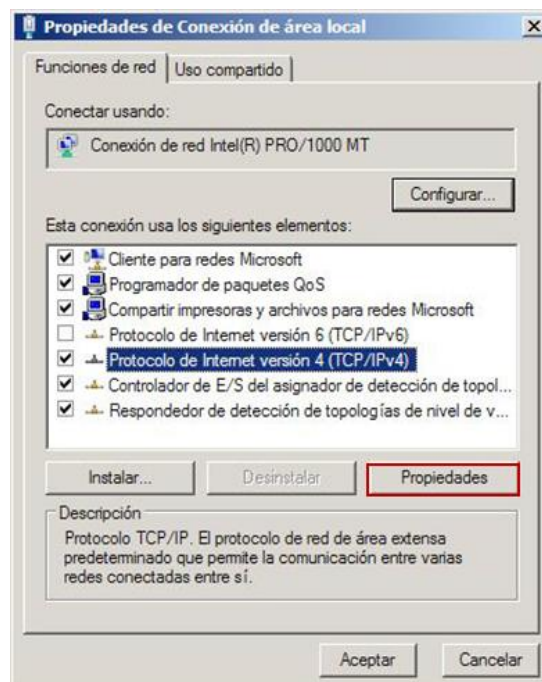 Propiedades de Conexión de área local
Funciones de red
Uso compartido
Conectar usando:
Conexión de red Intel(R) PRO/1000 MT
Configurar...
Esta conexión usa los siguientes elementos:
Cliente para redes Microsoft
Programador de paquetes QoS
Compartir impresoras y archivos para redes Microsoft
Protocolo de Internet versión 6 (TCP/IPv6)
Protocolo de Internet versión 4 (TCP/IPv4)
Controlador de E/S del asignador de detección de topol...
Respondedor de detección de topologías de nivel de v...
Instalar...
Desinstalar
Propiedades
Descripción
Protocolo TCP/IP. El protocolo de red de área extensa
predeterminado que permite la comunicación entre varias
redes conectadas entre sí.
Aceptar
Cancelar